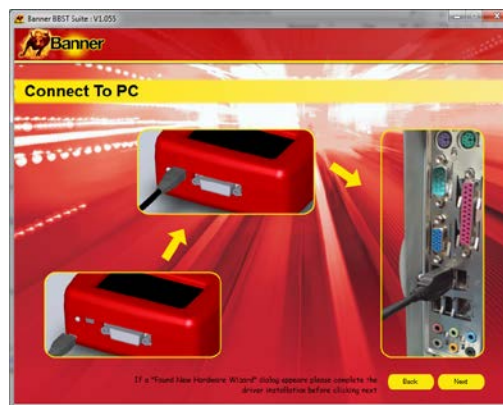 Banner BBST Suite : V1.055
Banner
Connect To PC
If a "Found New Hardware Wizard" dialog appears please complete the
driver installation before clicking next
Back
Next